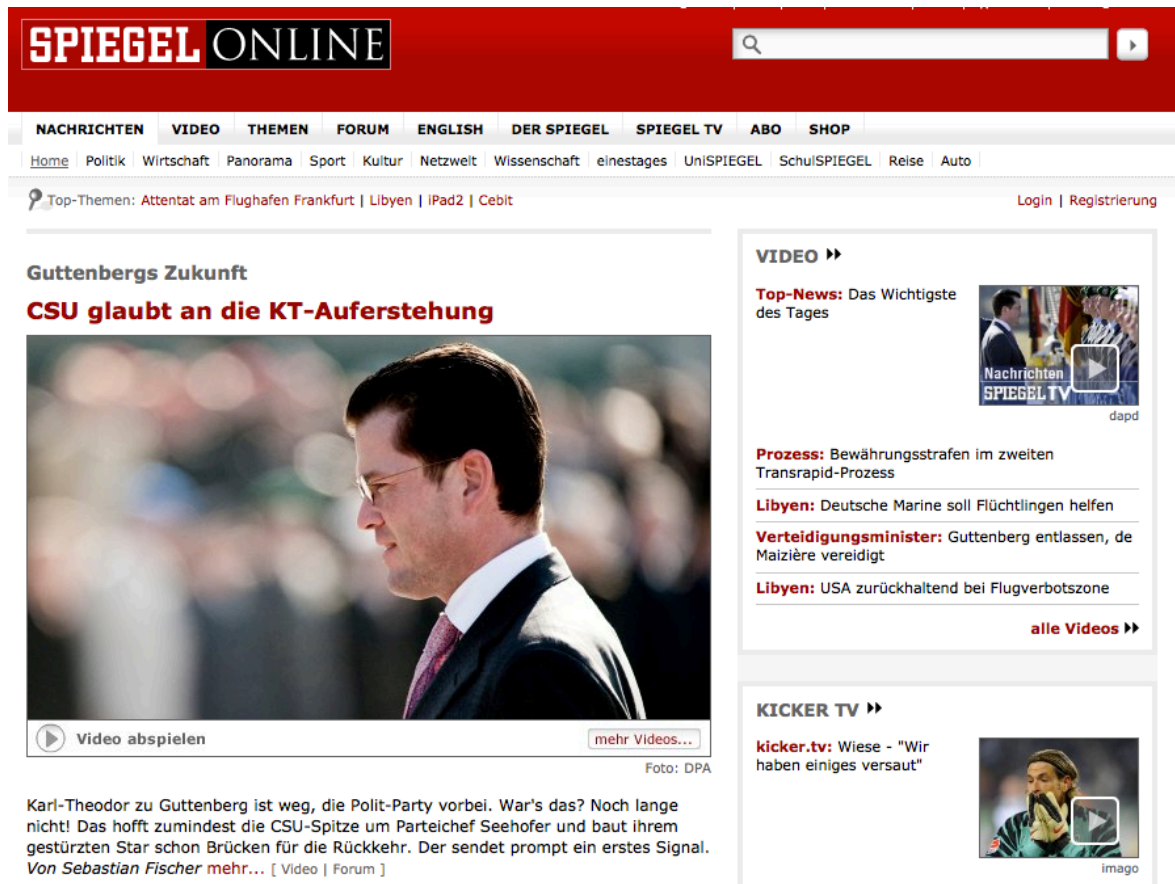 SPIEGEL ONLINE
NACHRICHTEN VIDEO THEMEN FORUM ENGLISH DER SPIEGEL SPIEGEL TV ABO SHOP
Home Politik Wirtschaft Panorama Sport Kultur Netzwelt Wissenschaft einestages UniSPIEGEL SchulSPIEGEL Reise Auto
Top-Themen: Attentat am Flughafen Frankfurt | Libyen | iPad2 | Cebit
Login | Registrierung
Guttenbergs Zukunft
CSU glaubt an die KT-Auferstehung
Video abspielen
mehr Videos...
Foto: DPA
Karl-Theodor zu Guttenberg ist weg, die Polit-Party vorbei. War's das? Noch lange
nicht! Das hofft zumindest die CSU-Spitze um Parteichef Seehofer und baut ihrem
gestürzten Star schon Brücken für die Rückkehr. Der sendet prompt ein erstes Signal.
Von Sebastian Fischer mehr... [ Video | Forum ]
VIDEO
Top-News: Das Wichtigste
des Tages
Nachrichten
SPIEGEL TV
dapd
Prozess: Bewährungsstrafen im zweiten
Transrapid-Prozess
Libyen: Deutsche Marine soll Flüchtlingen helfen
Verteidigungsminister: Guttenberg entlassen, de
Maizière vereidigt
Libyen: USA zurückhaltend bei Flugverbotszone
alle Videos
KICKER TV
kicker.tv: Wiese - "Wir
haben einiges versaut"
imago